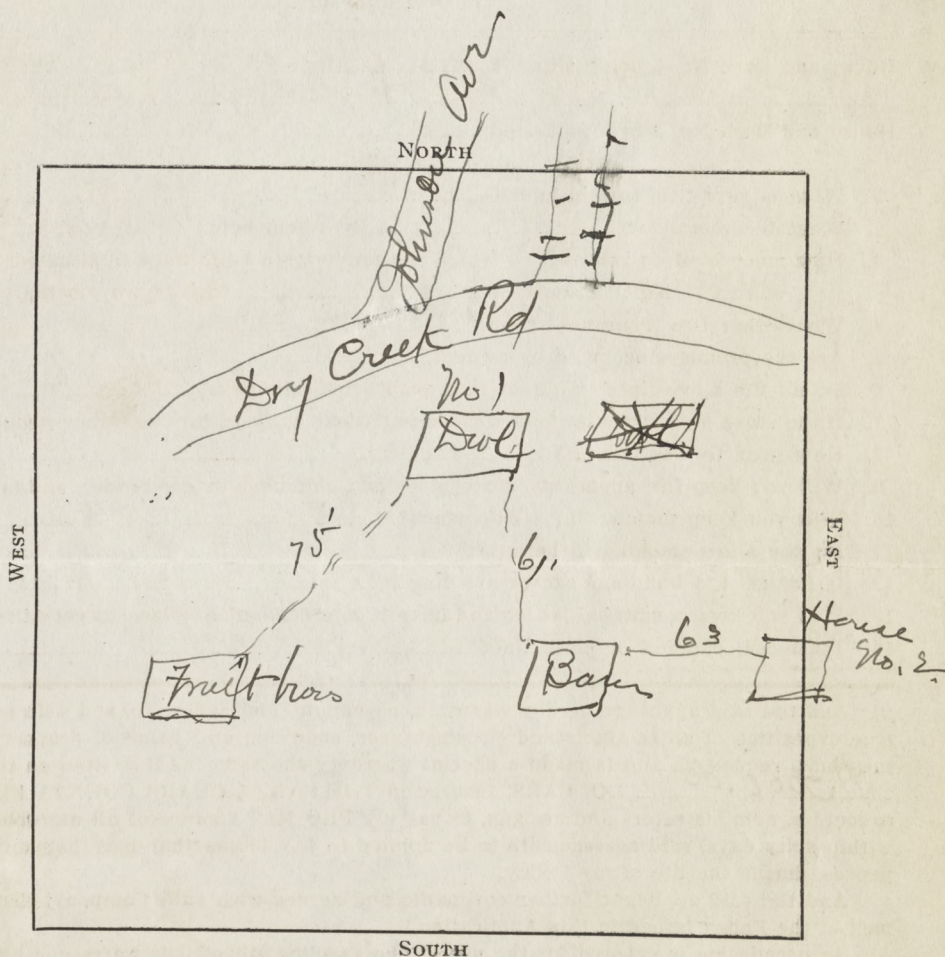 NORTH
Johnson Ave
Dry Creek Rd
No 1
Dwl
WEST
EAST
75'
61'
63
House
No. 2
Fruit hous
Barn
SOUTH